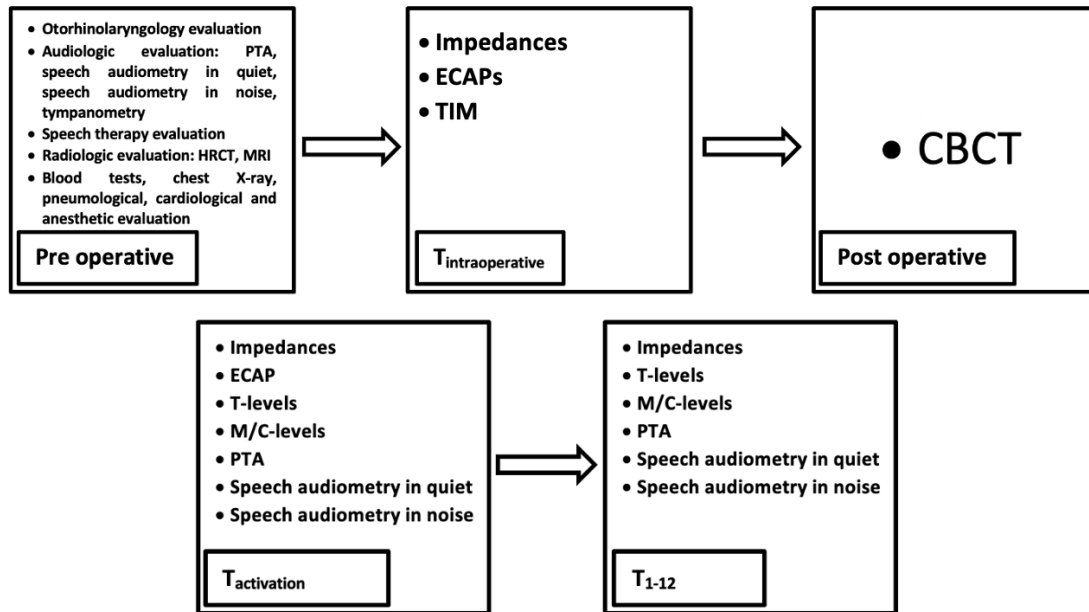 • Otorhinolaryngology evaluation
• Audiologic evaluation: PTA,
speech audiometry in quiet,
speech audiometry in noise,
tympanometry
• Speech therapy evaluation
• Radiologic evaluation: HRCT, MRI
• Blood tests, chest X-ray,
pneumological, cardiological and
anesthetic evaluation
Pre operative
• Impedances
• ECAPs
• TIM
Tintraoperative
• CBCT
Post operative
• Impedances
• ECAP
• T-levels
• M/C-levels
• PTA
• Speech audiometry in quiet
• Speech audiometry in noise
Tactivation
• Impedances
• T-levels
• M/C-levels
• PTA
• Speech audiometry in quiet
• Speech audiometry in noise
T1-12